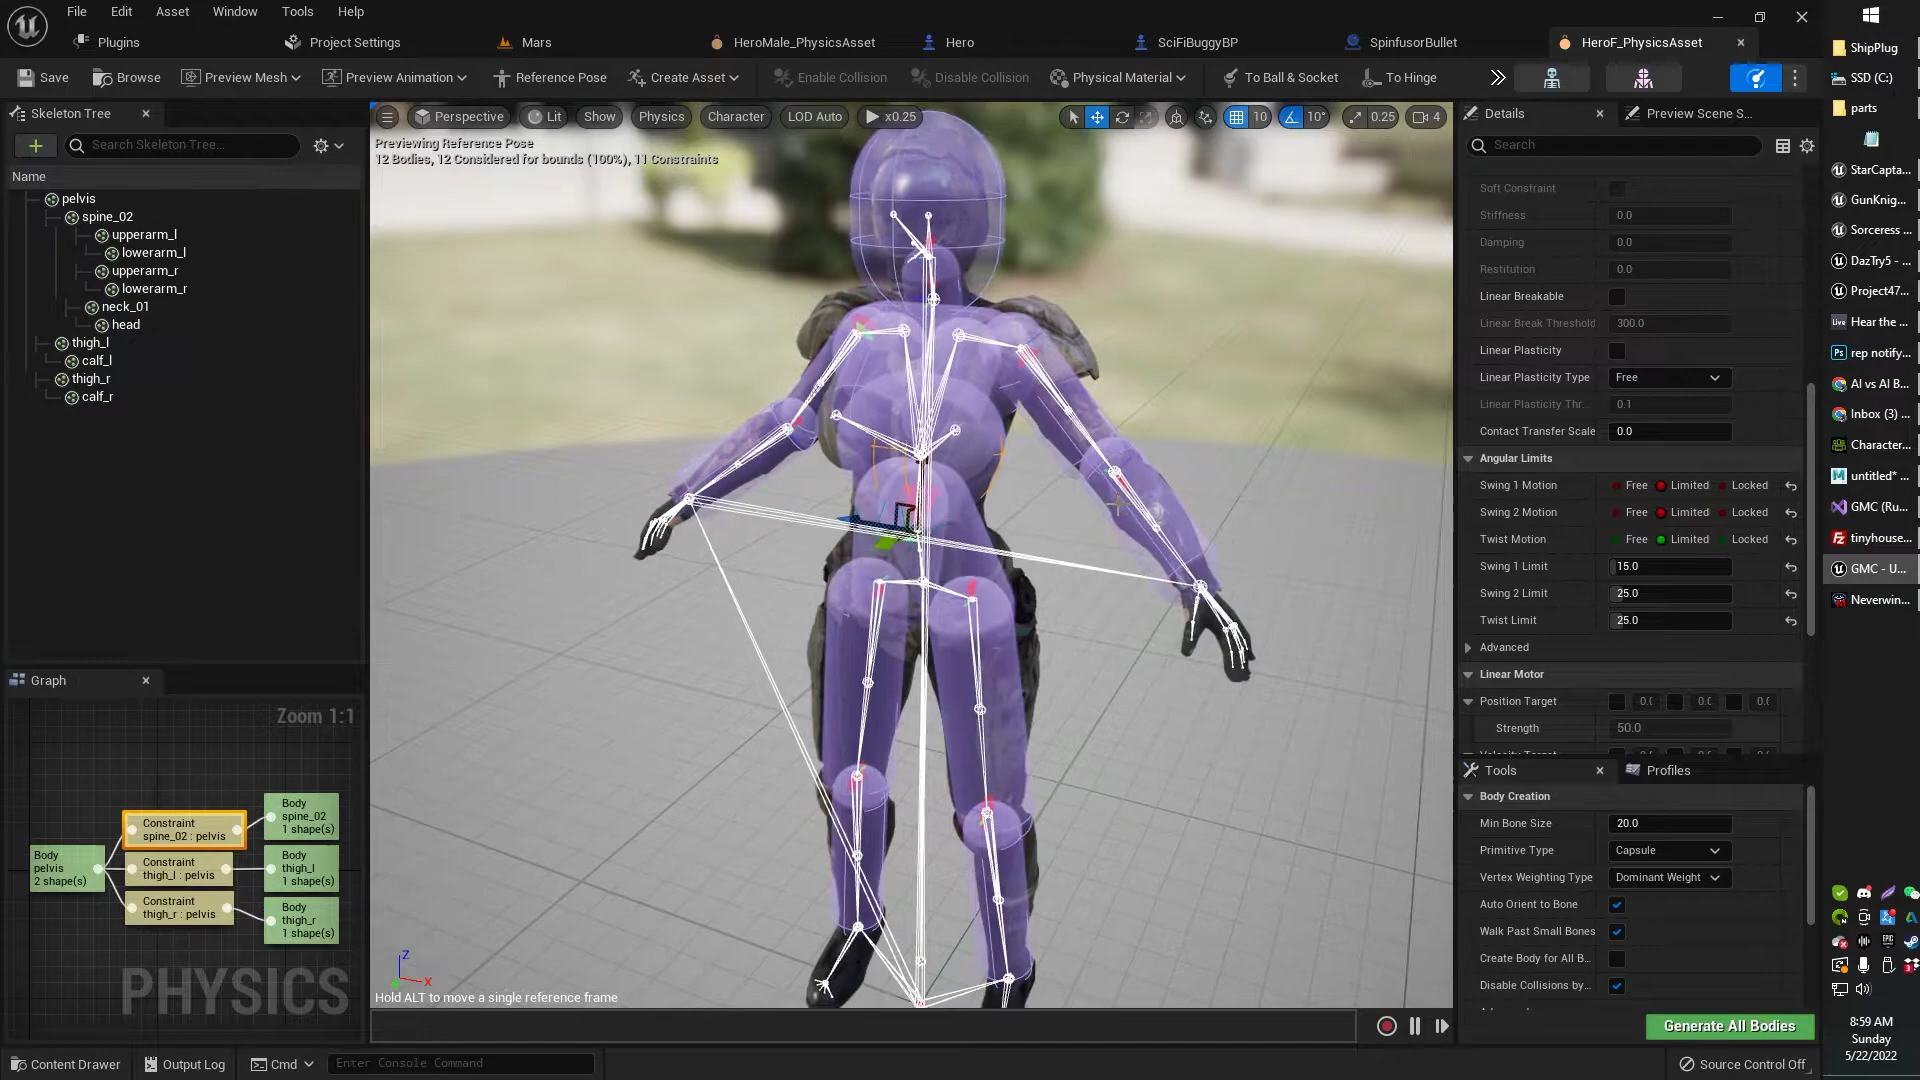 File Edit Asset Window Tools Help
Plugins Project Settings Mars HeroMale_PhysicsAsset Hero SciFiBuggyBP SpinfusorBullet HeroF_PhysicsAsset
Save Browse Preview Mesh Preview Animation Reference Pose Create Asset Enable Collision Disable Collision Physical Material To Ball & Socket To Hinge
Skeleton Tree
Search Skeleton Tree...
Name
pelvis
spine_02
upperarm_l
lowerarm_l
upperarm_r
lowerarm_r
neck_01
head
thigh_l
calf_l
thigh_r
calf_r
Graph
Zoom 1:1
Body
pelvis
2 shape(s)
Constraint
spine_02 : pelvis
Constraint
thigh_l : pelvis
Constraint
thigh_r : pelvis
Body
spine_02
1 shape(s)
Body
thigh_l
1 shape(s)
Body
thigh_r
1 shape(s)
PHYSICS
Perspective Lit Show Physics Character LOD Auto x0.25 10 10° 0.25 4
Previewing Reference Pose
12 Bodies, 12 Considered for bounds (100%), 11 Constraints
Z
X
Hold ALT to move a single reference frame
Details Preview Scene S...
Search
Soft Constraint
Stiffness 0.0
Damping 0.0
Restitution 0.0
Linear Breakable
Linear Break Threshold 300.0
Linear Plasticity
Linear Plasticity Type Free
Linear Plasticity Thr... 0.1
Contact Transfer Scale 0.0
Angular Limits
Swing 1 Motion Free Limited Locked
Swing 2 Motion Free Limited Locked
Twist Motion Free Limited Locked
Swing 1 Limit 15.0
Swing 2 Limit 25.0
Twist Limit 25.0
Advanced
Linear Motor
Position Target 0.( 0.( 0.(
Strength 50.0
Tools Profiles
Body Creation
Min Bone Size 20.0
Primitive Type Capsule
Vertex Weighting Type Dominant Weight
Auto Orient to Bone
Walk Past Small Bones
Create Body for All B...
Disable Collisions by...
Generate All Bodies
Content Drawer Output Log Cmd Enter Console Command Source Control Off
ShipPlug
SSD (C:)
parts
StarCapta...
GunKnig...
Sorceress ...
DazTry5 - ...
Project47...
Live Hear the ...
Ps rep notify...
AI vs AI B...
Inbox (3) ...
Character...
untitled* ...
GMC (Ru...
Fz tinyhouse...
GMC - U...
Neverwin...
8:59 AM
Sunday
5/22/2022